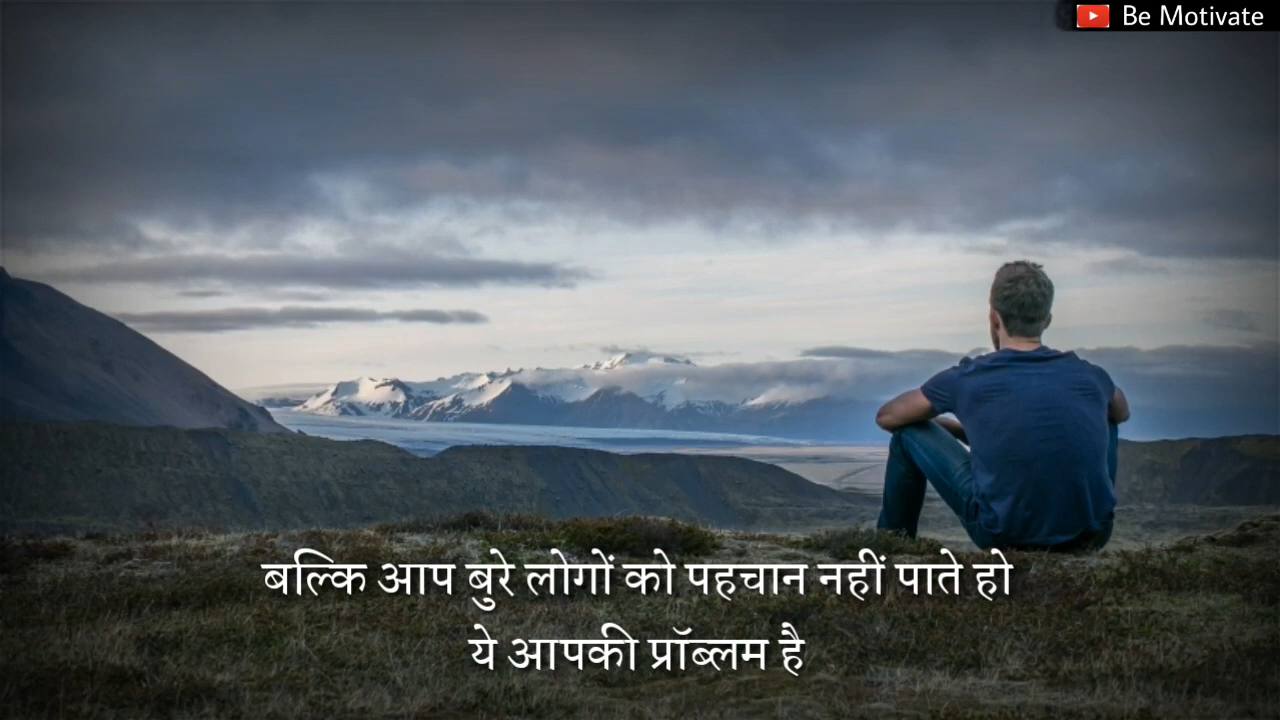 Be Motivate
बल्कि आप बुरे लोगों को पहचान नहीं पाते हो
ये आपकी प्रॉब्लम है